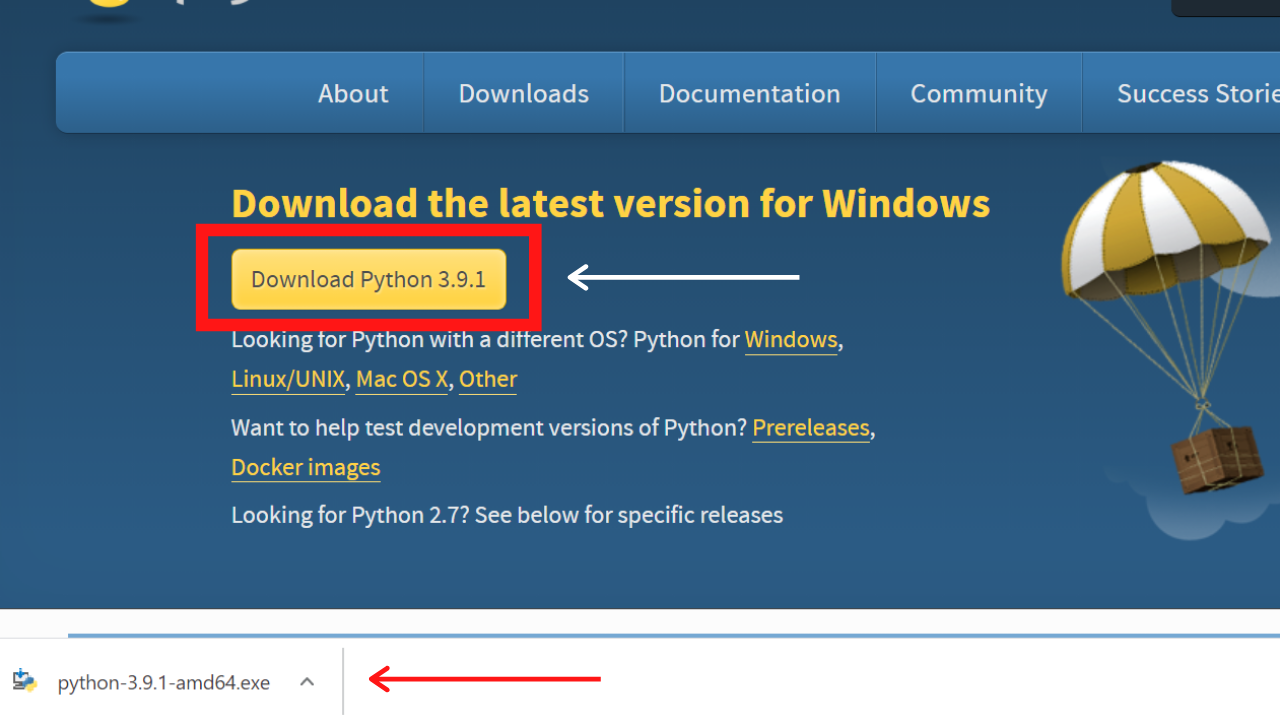 About Downloads Documentation Community Success Storie
Download the latest version for Windows
Download Python 3.9.1
Looking for Python with a different OS? Python for Windows,
Linux/UNIX, Mac OS X, Other
Want to help test development versions of Python? Prereleases,
Docker images
Looking for Python 2.7? See below for specific releases
python-3.9.1-amd64.exe